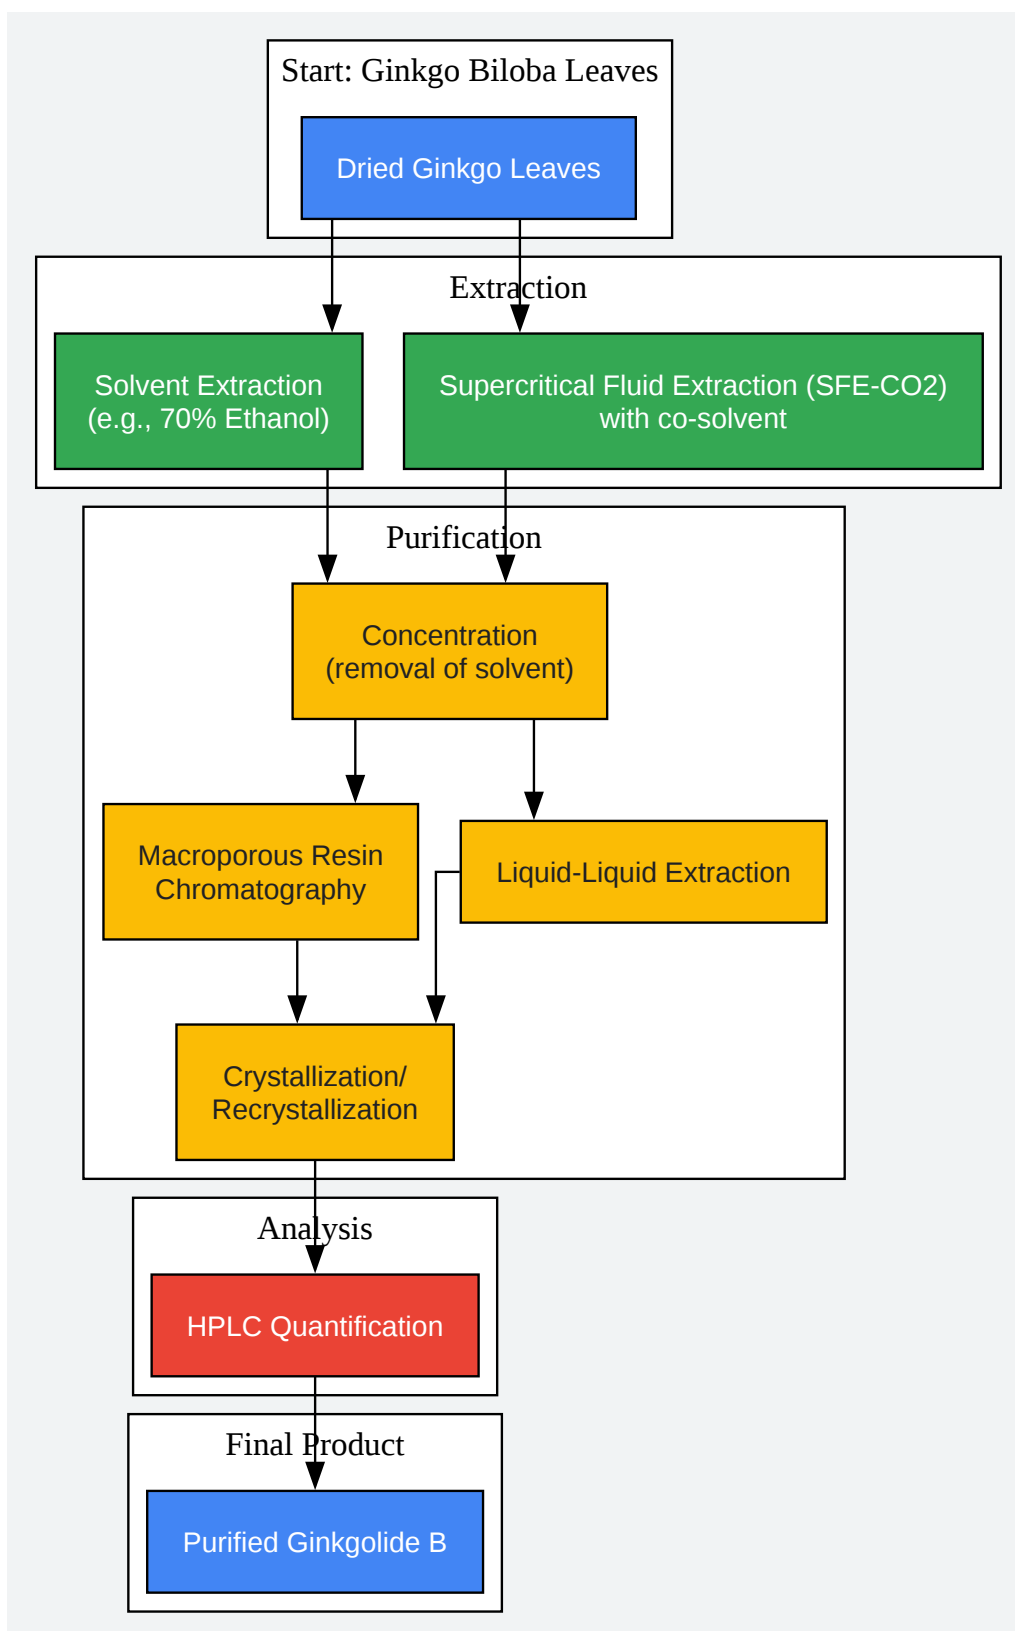 Start: Ginkgo Biloba Leaves
Dried Ginkgo Leaves
Extraction
Solvent Extraction
(e.g., 70% Ethanol)
Supercritical Fluid Extraction (SFE-CO2)
with co-solvent
Purification
Concentration
(removal of solvent)
Macroporous Resin
Chromatography
Liquid-Liquid Extraction
Crystallization/
Recrystallization
Analysis
HPLC Quantification
Final Product
Purified Ginkgolide B